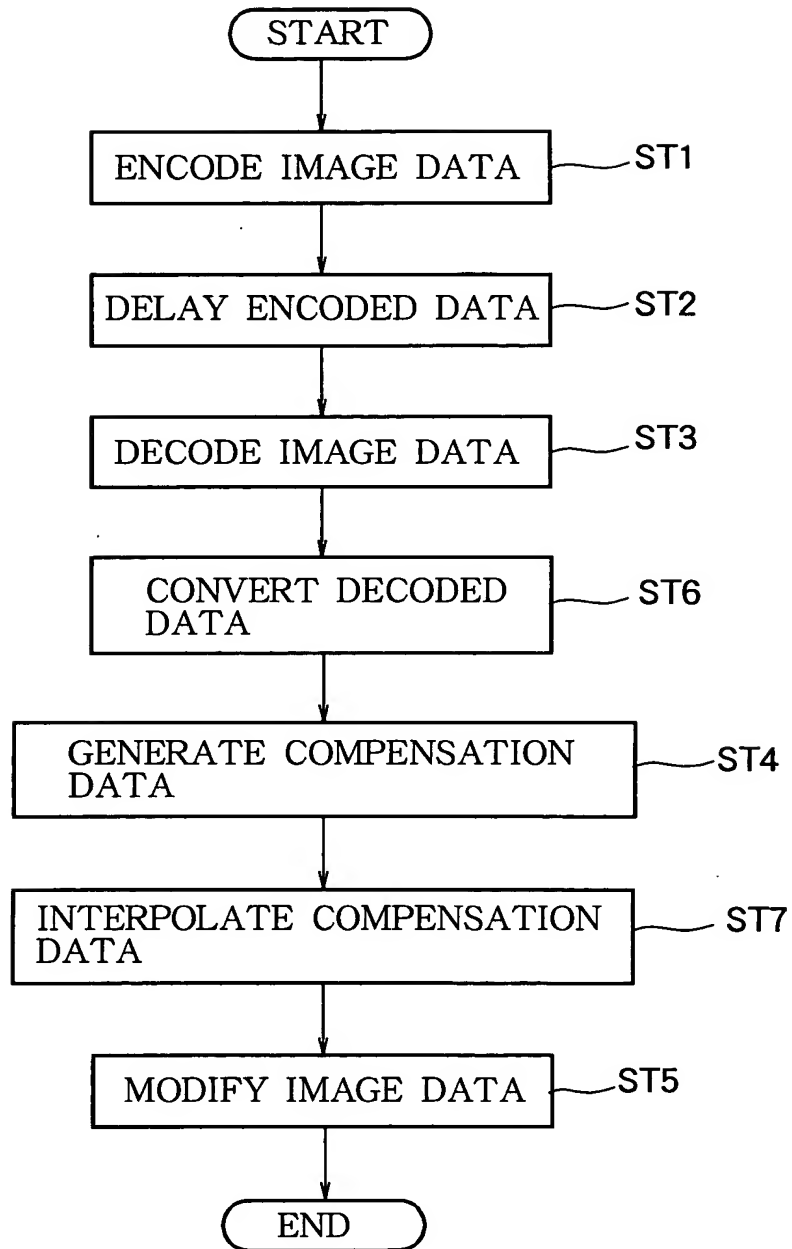 START
ENCODE IMAGE DATA
ST1
DELAY ENCODED DATA
ST2
DECODE IMAGE DATA
ST3
CONVERT DECODED
DATA
ST6
GENERATE COMPENSATION
DATA
ST4
INTERPOLATE COMPENSATION
DATA
ST7
MODIFY IMAGE DATA
ST5
END